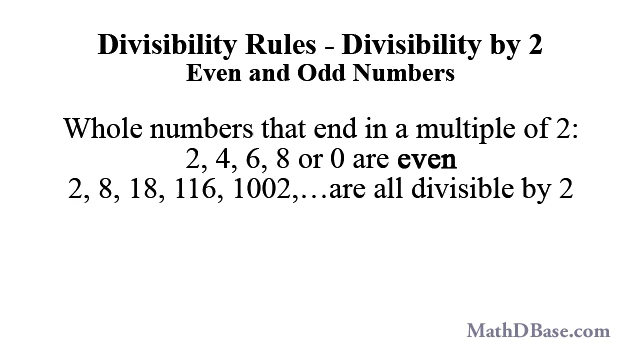 Divisibility Rules - Divisibility by 2
Even and Odd Numbers
Whole numbers that end in a multiple of 2:
2, 4, 6, 8 or 0 are even
2, 8, 18, 116, 1002,…are all divisible by 2
MathDBase.com